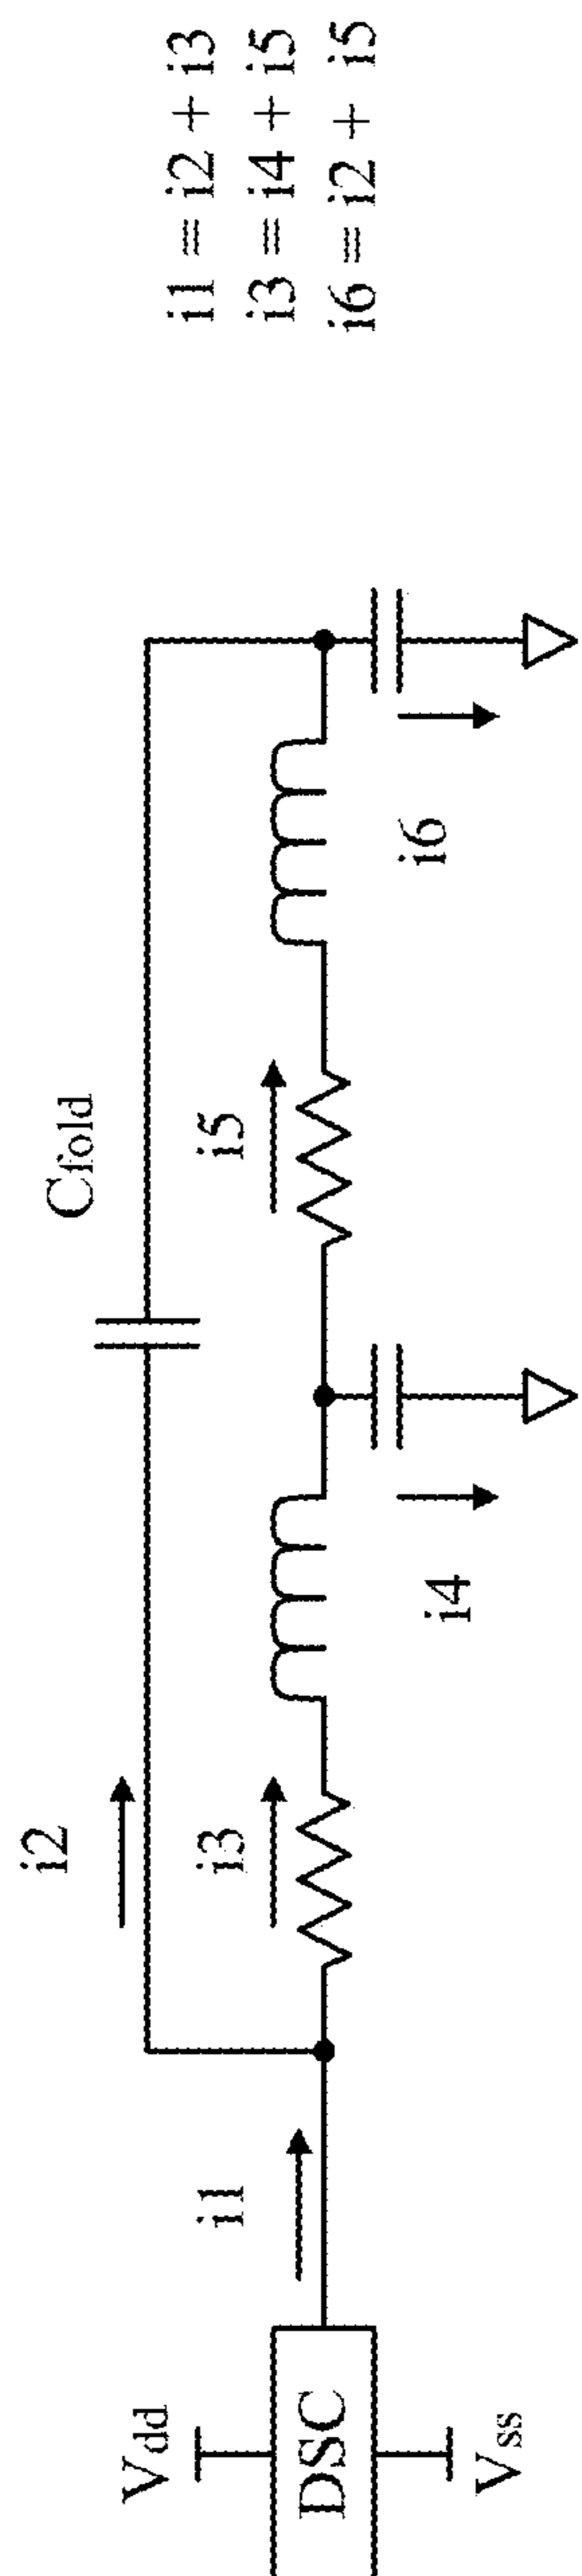 Vdd
DSC
Vss
i1
i2
i3
i4
Cfold
i5
i6
i1 = i2 + i3
i3 = i4 + i5
i6 = i2 + i5